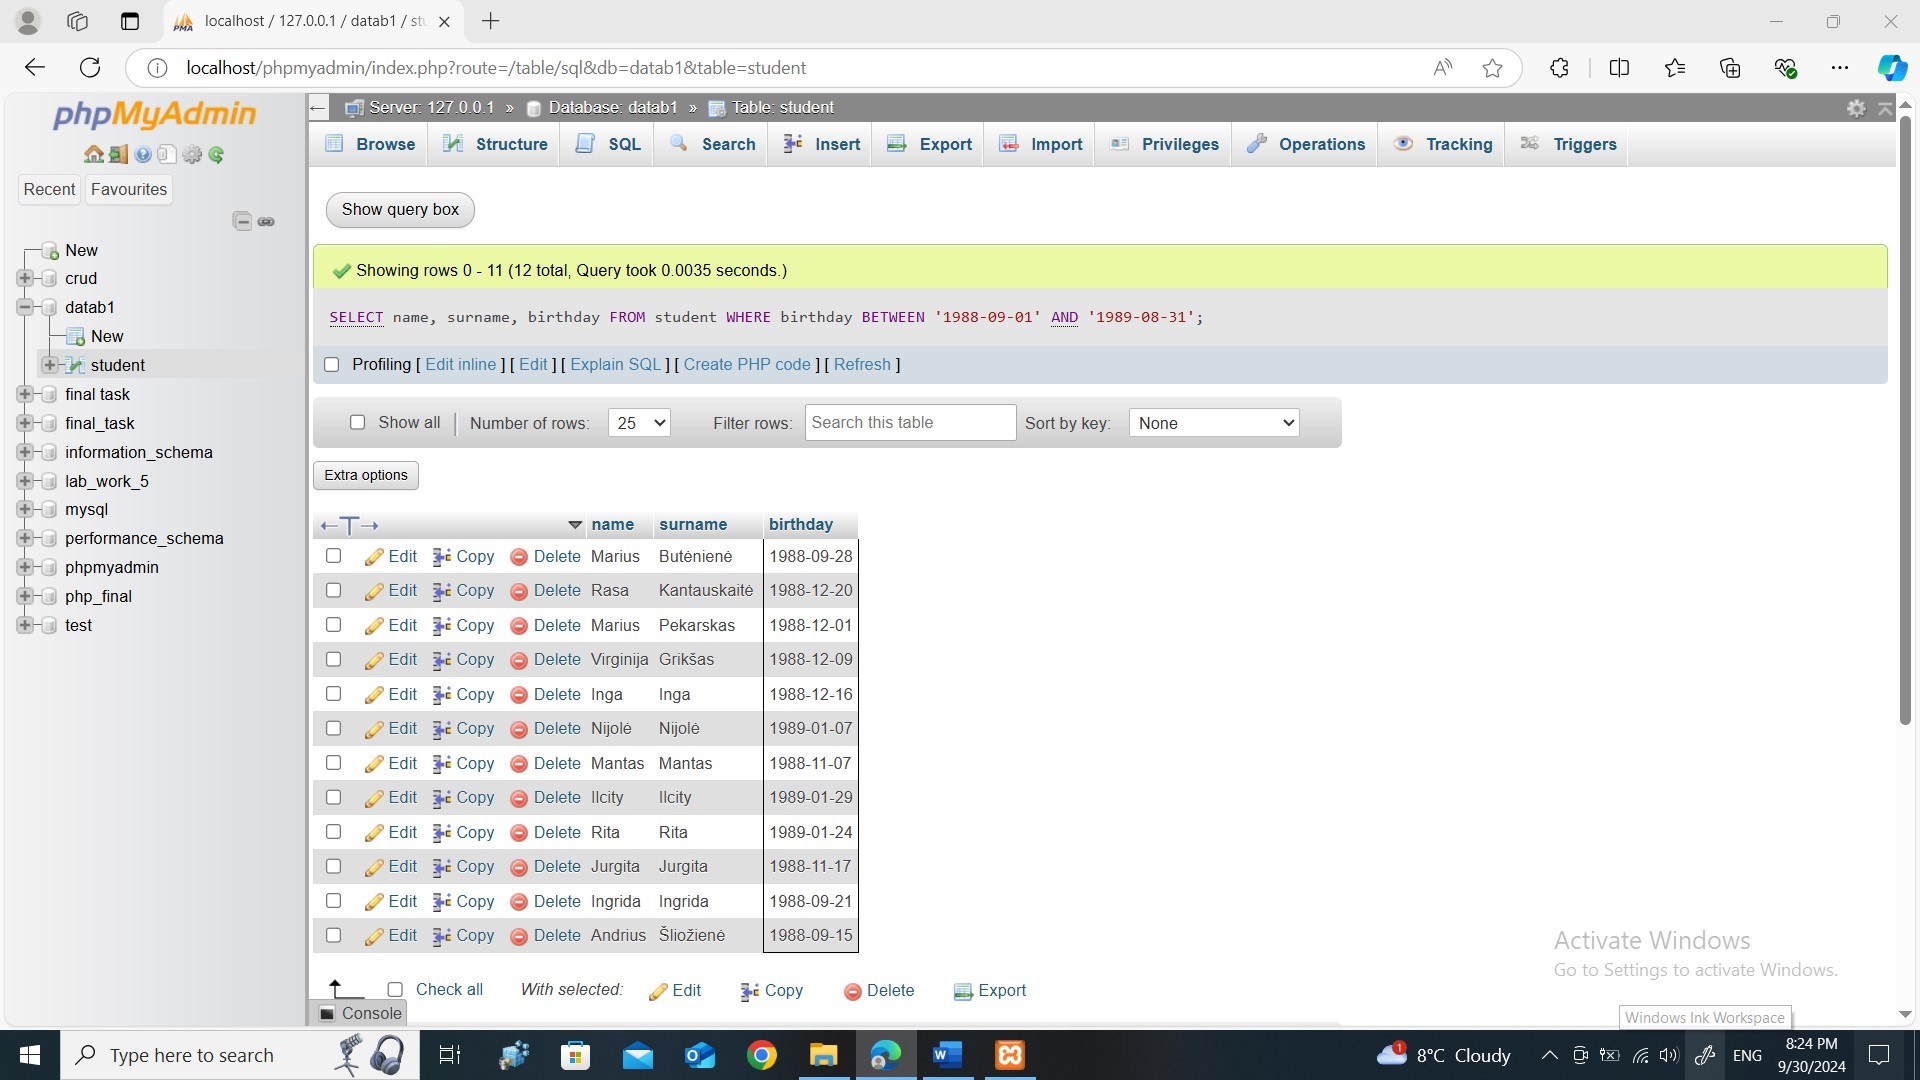 localhost / 127.0.0.1 / datab1 / stu
localhost/phpmyadmin/index.php?route=/table/sql&db=datab1&table=student
phpMyAdmin
Recent Favourites
New
crud
datab1
New
student
final task
final_task
information_schema
lab_work_5
mysql
performance_schema
phpmyadmin
php_final
test
Server: 127.0.0.1 » Database: datab1 » Table: student
Browse Structure SQL Search Insert Export Import Privileges Operations Tracking Triggers
Show query box
Showing rows 0 - 11 (12 total, Query took 0.0035 seconds.)
SELECT name, surname, birthday FROM student WHERE birthday BETWEEN '1988-09-01' AND '1989-08-31';
Profiling [ Edit inline ] [ Edit ] [ Explain SQL ] [ Create PHP code ] [ Refresh ]
Show all Number of rows: 25 Filter rows: Search this table Sort by key: None
Extra options
name surname birthday
Edit Copy Delete Marius Butėnienė 1988-09-28
Edit Copy Delete Rasa Kantauskaitė 1988-12-20
Edit Copy Delete Marius Pekarskas 1988-12-01
Edit Copy Delete Virginija Grikšas 1988-12-09
Edit Copy Delete Inga Inga 1988-12-16
Edit Copy Delete Nijolė Nijolė 1989-01-07
Edit Copy Delete Mantas Mantas 1988-11-07
Edit Copy Delete Ilcity Ilcity 1989-01-29
Edit Copy Delete Rita Rita 1989-01-24
Edit Copy Delete Jurgita Jurgita 1988-11-17
Edit Copy Delete Ingrida Ingrida 1988-09-21
Edit Copy Delete Andrius Šliožienė 1988-09-15
Check all With selected: Edit Copy Delete Export
Console
Activate Windows
Go to Settings to activate Windows.
Windows Ink Workspace
Type here to search
1
8°C Cloudy
ENG
8:24 PM
9/30/2024